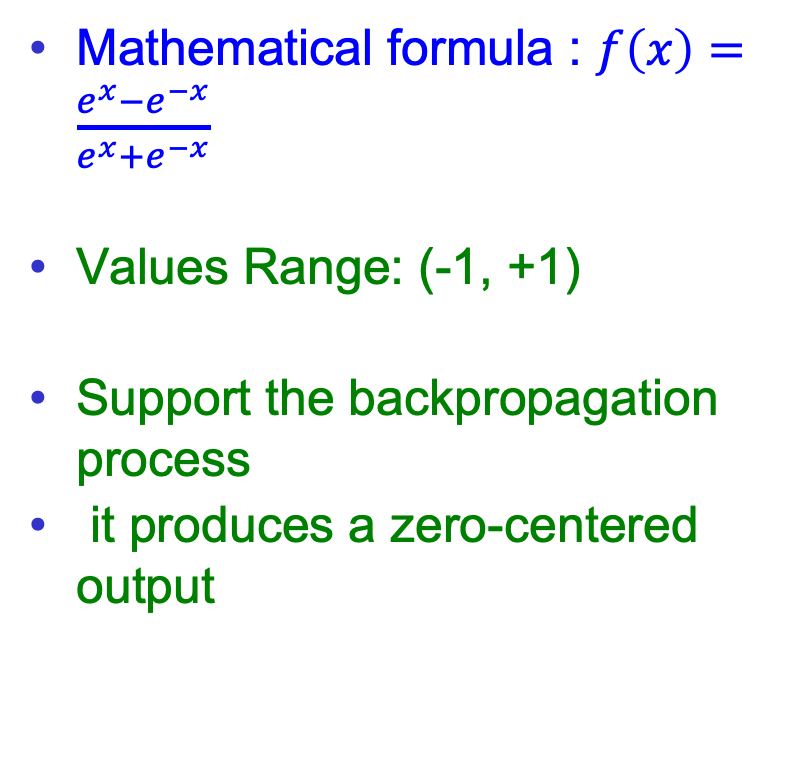 • Mathematical formula : f(x) =
e^x−e^−x / e^x+e^−x
• Values Range: (-1, +1)
• Support the backpropagation
process
• it produces a zero-centered
output